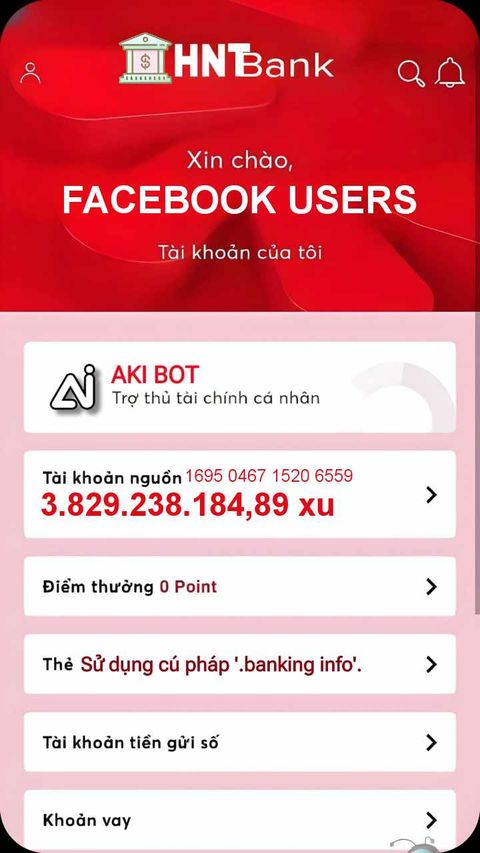 $
HNTBank
Xin chào,
FACEBOOK USERS
Tài khoản của tôi
Ai AKI BOT
Trợ thủ tài chính cá nhân
Tài khoản nguồn 1695 0467 1520 6559
3.829.238.184,89 xu
Điểm thưởng 0 Point
Thẻ Sử dụng cú pháp '.banking info'.
Tài khoản tiền gửi số
Khoản vay